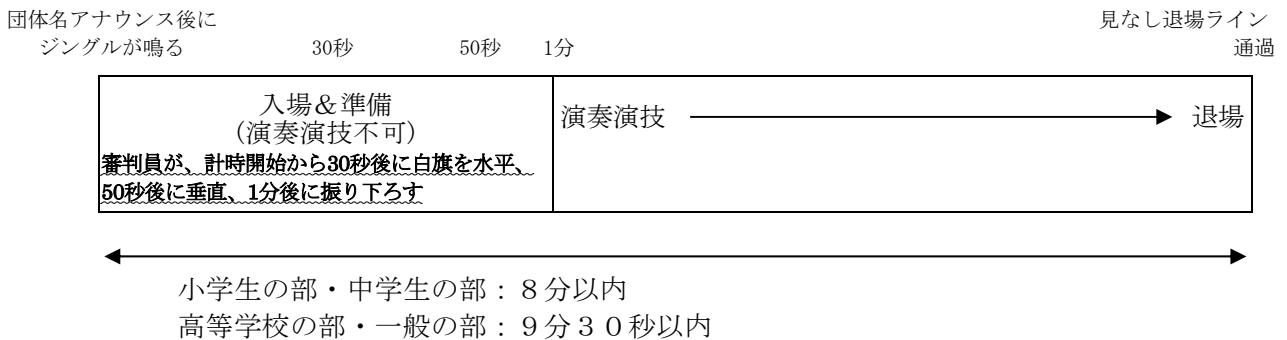 団体名アナウンス後に
ジングルが鳴る
30秒
50秒
1分
見なし退場ライン
通過
入場＆準備
（演奏演技不可）
審判員が、計時開始から30秒後に白旗を水平、
50秒後に垂直、1分後に振り下ろす
演奏演技
退場
小学生の部・中学生の部：８分以内
高等学校の部・一般の部：９分３０秒以内